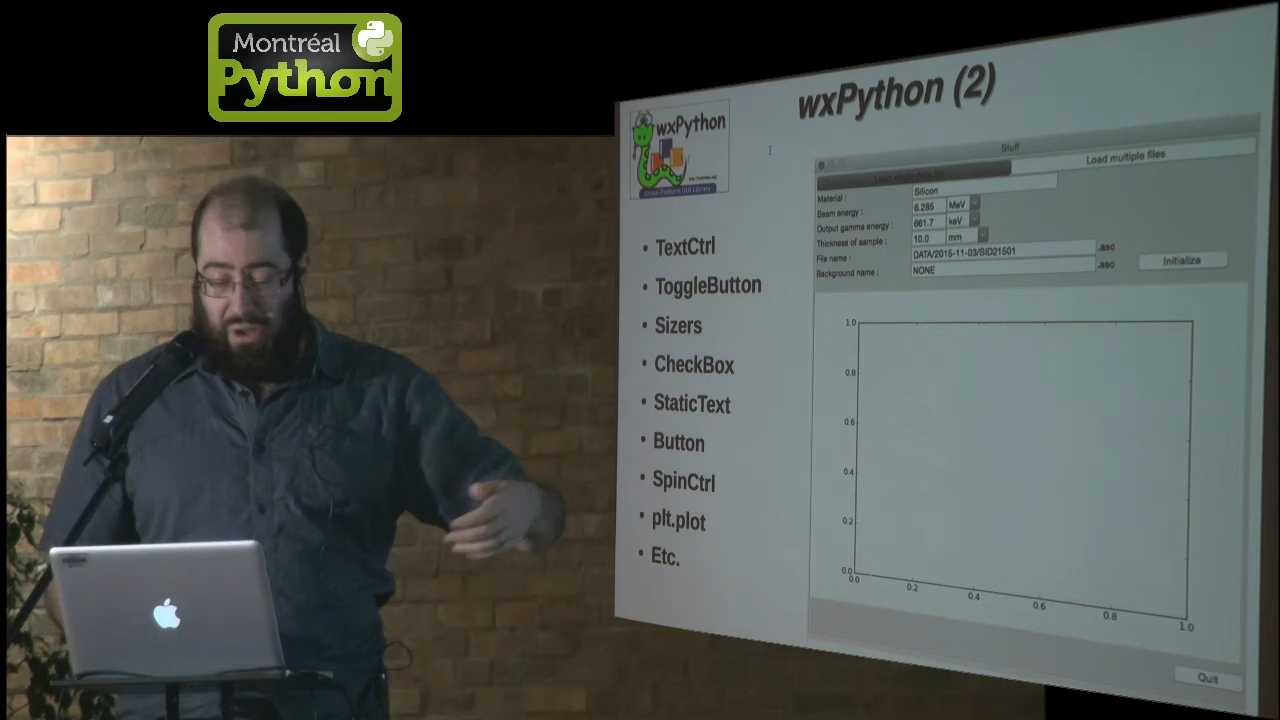 Montréal
Python
wxPython (2)
wxPython
Cross-Platform GUI Library
• TextCtrl
• ToggleButton
• Sizers
• CheckBox
• StaticText
• Button
• SpinCtrl
• plt.plot
• Etc.
Stuff
Load multiple files
Material : Silicon
Beam energy : 6.285 MeV
Output gamma energy : 661.7 keV
Thickness of sample : 10.0 mm
File name : DATA/2015-11-03/SID21501 .asc
Background name : NONE .asc
Initialize
1.0
0.8
0.6
0.4
0.2
0.0
0.0 0.2 0.4 0.6 0.8 1.0
Quit